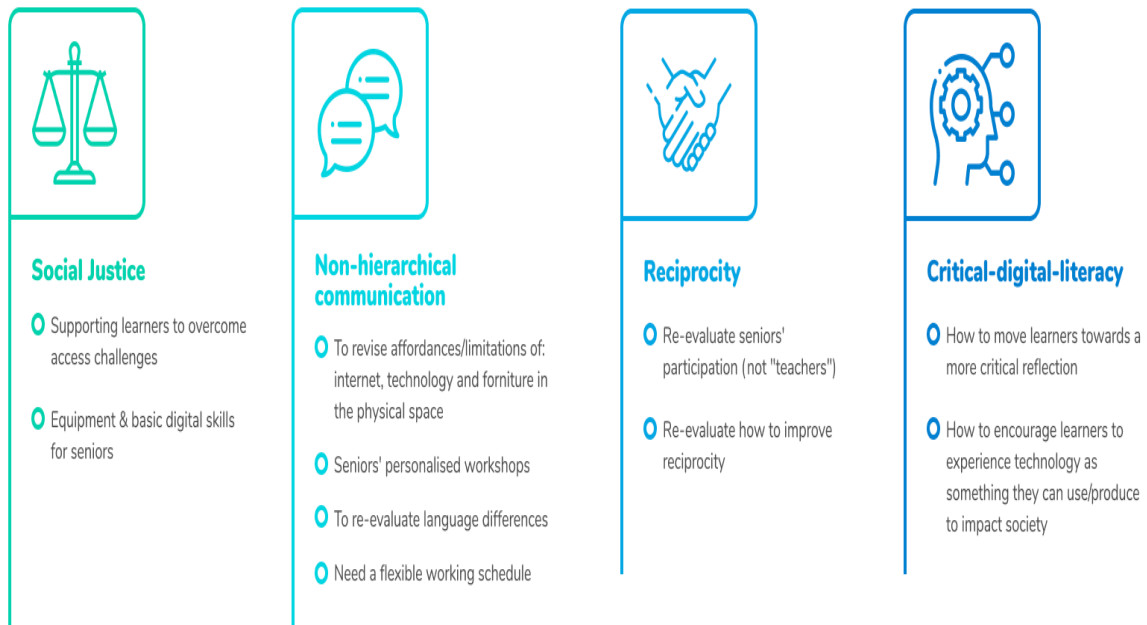 Social Justice
Supporting learners to overcome
access challenges
Equipment & basic digital skills
for seniors
Non-hierarchical
communication
To revise affordances/limitations of:
internet, technology and forniture in
the physical space
Seniors' personalised workshops
To re-evaluate language differences
Need a flexible working schedule
Reciprocity
Re-evaluate seniors'
participation (not "teachers")
Re-evaluate how to improve
reciprocity
Critical-digital-literacy
How to move learners towards a
more critical reflection
How to encourage learners to
experience technology as
something they can use/produce
to impact society